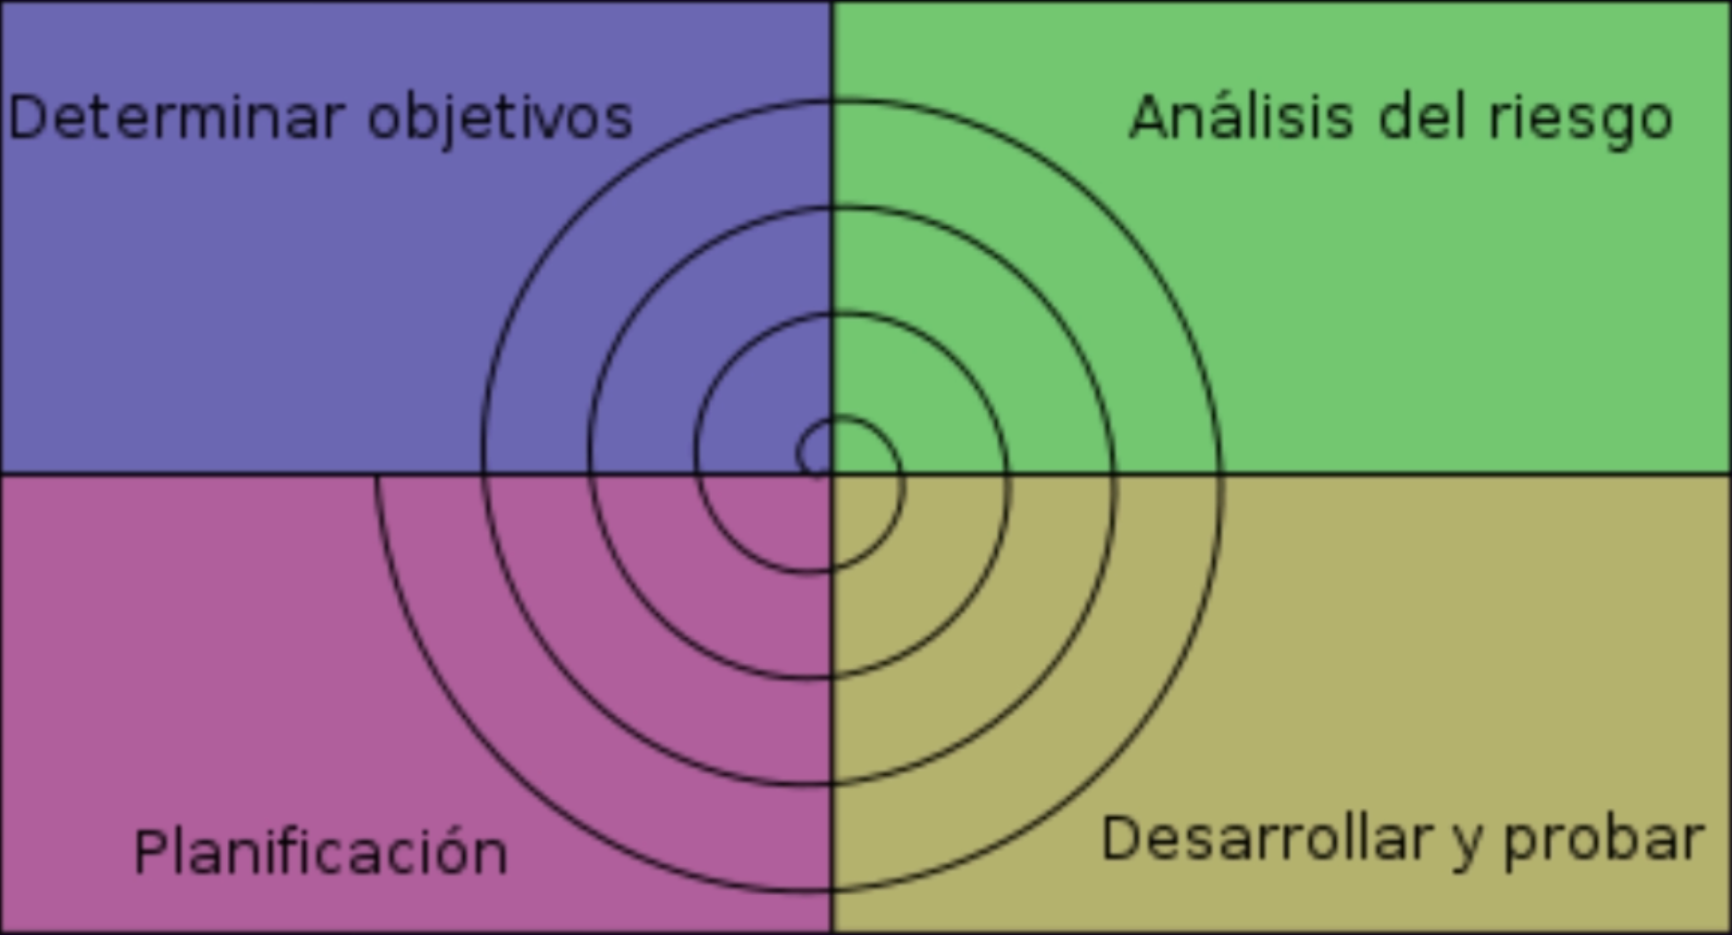 Determinar objetivos
Análisis del riesgo
Planificación
Desarrollar y probar